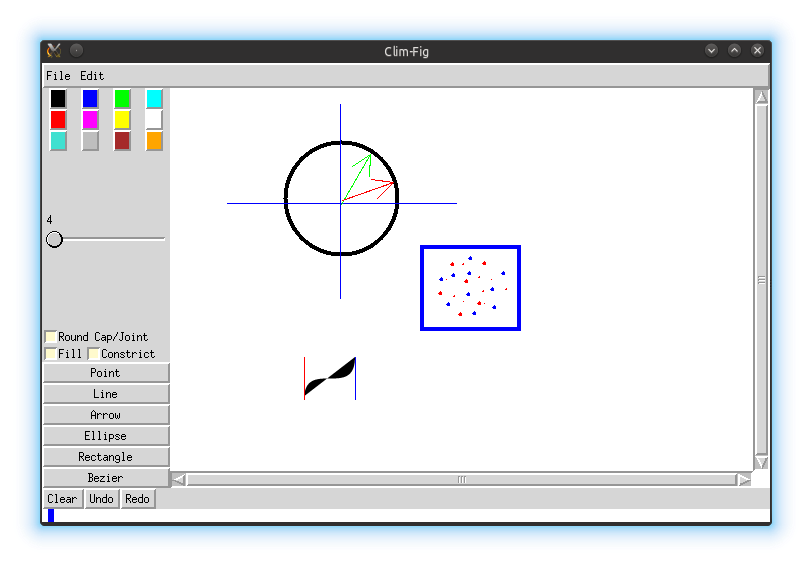 Clim-Fig
File Edit
4
Round Cap/Joint
Fill Constrict
Point
Line
Arrow
Ellipse
Rectangle
Bezier
Clear Undo Redo